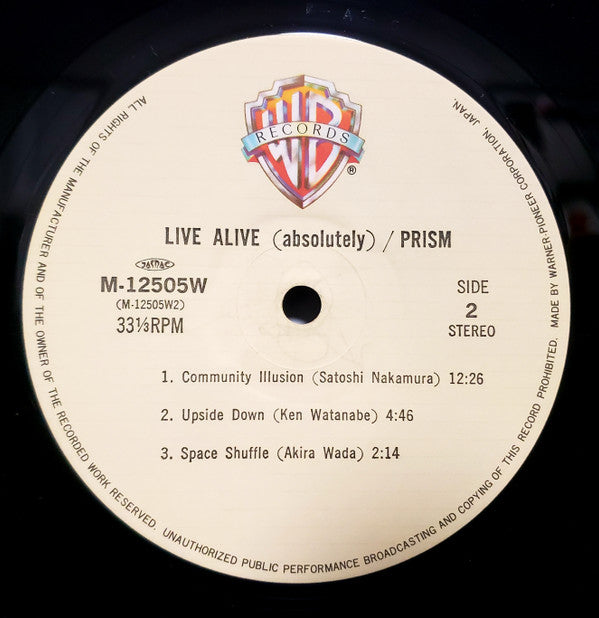 WB
RECORDS
®
LIVE ALIVE (absolutely) / PRISM
JASRAC
M-12505W
(M-12505W2)
33⅓RPM
SIDE
2
STEREO
1. Community Illusion (Satoshi Nakamura) 12:26
2. Upside Down (Ken Watanabe) 4:46
3. Space Shuffle (Akira Wada) 2:14
ALL RIGHTS OF THE MANUFACTURER AND OF THE OWNER OF THE RECORDED WORK RESERVED. UNAUTHORIZED PUBLIC PERFORMANCE BROADCASTING AND COPYING OF THIS RECORD PROHIBITED. MADE BY WARNER-PIONEER CORPORATION, JAPAN.